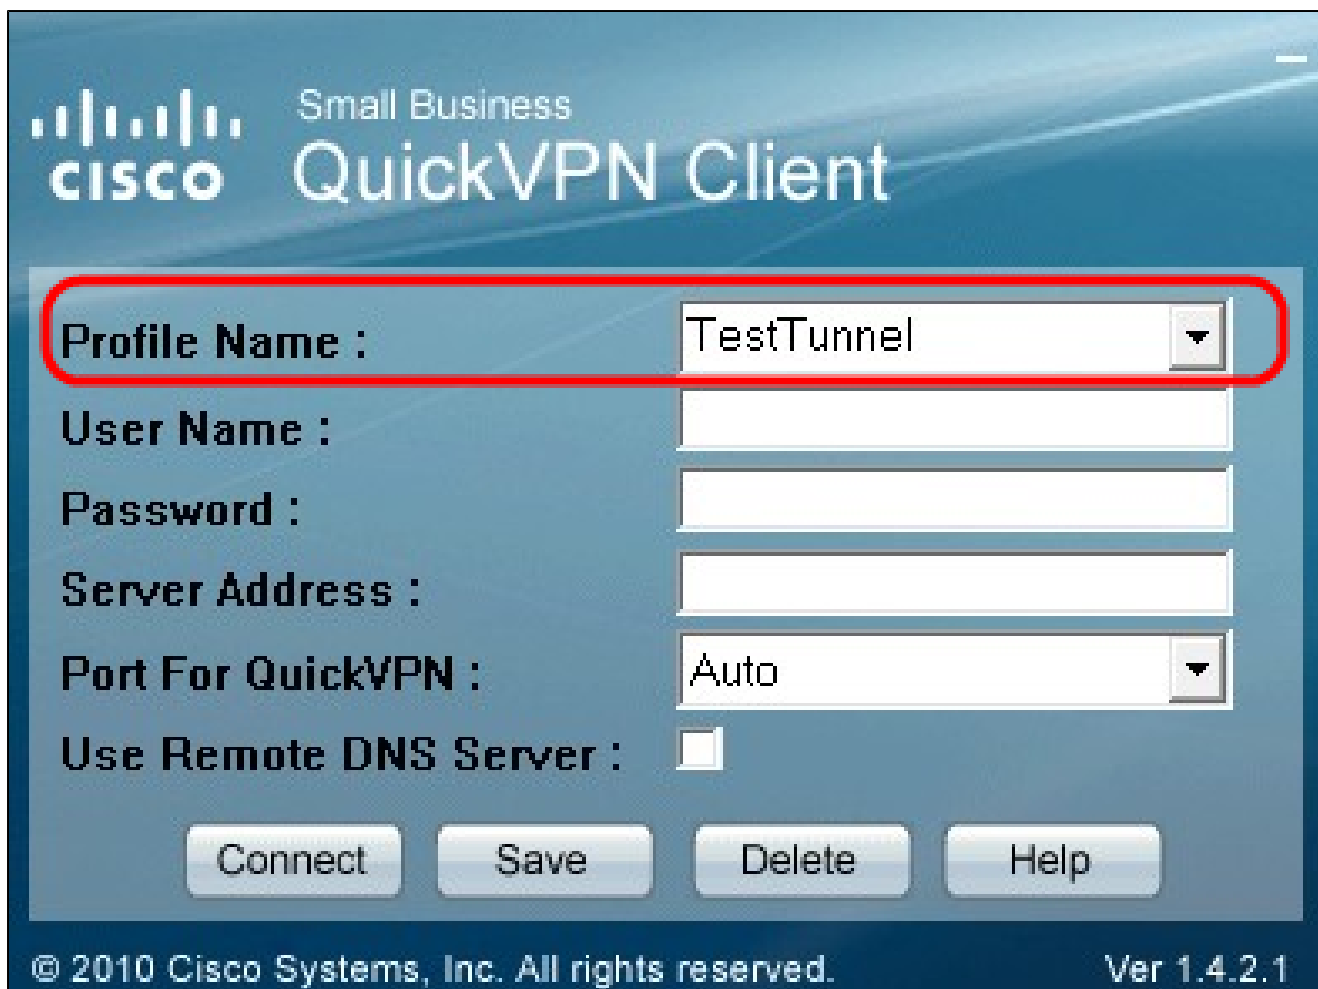 Small Business
CISCO QuickVPN Client
Profile Name : TestTunnel
User Name :
Password :
Server Address :
Port For QuickVPN : Auto
Use Remote DNS Server :
Connect Save Delete Help
© 2010 Cisco Systems, Inc. All rights reserved. Ver 1.4.2.1